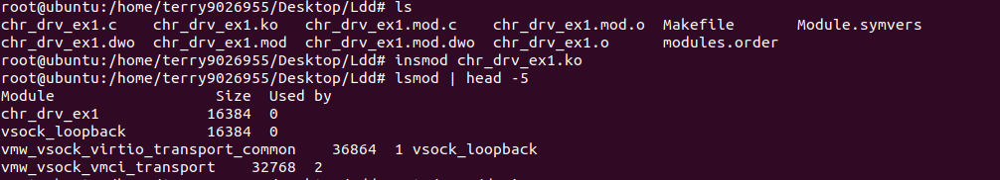 root@ubuntu:/home/terry9026955/Desktop/Ldd# ls
chr_drv_ex1.c    chr_drv_ex1.ko   chr_drv_ex1.mod.c    chr_drv_ex1.mod.o  Makefile       Module.symvers
chr_drv_ex1.dwo  chr_drv_ex1.mod  chr_drv_ex1.mod.dwo  chr_drv_ex1.o      modules.order
root@ubuntu:/home/terry9026955/Desktop/Ldd# insmod chr_drv_ex1.ko
root@ubuntu:/home/terry9026955/Desktop/Ldd# lsmod | head -5
Module                  Size  Used by
chr_drv_ex1            16384  0
vsock_loopback         16384  0
vmw_vsock_virtio_transport_common    36864  1 vsock_loopback
vmw_vsock_vmci_transport    32768  2